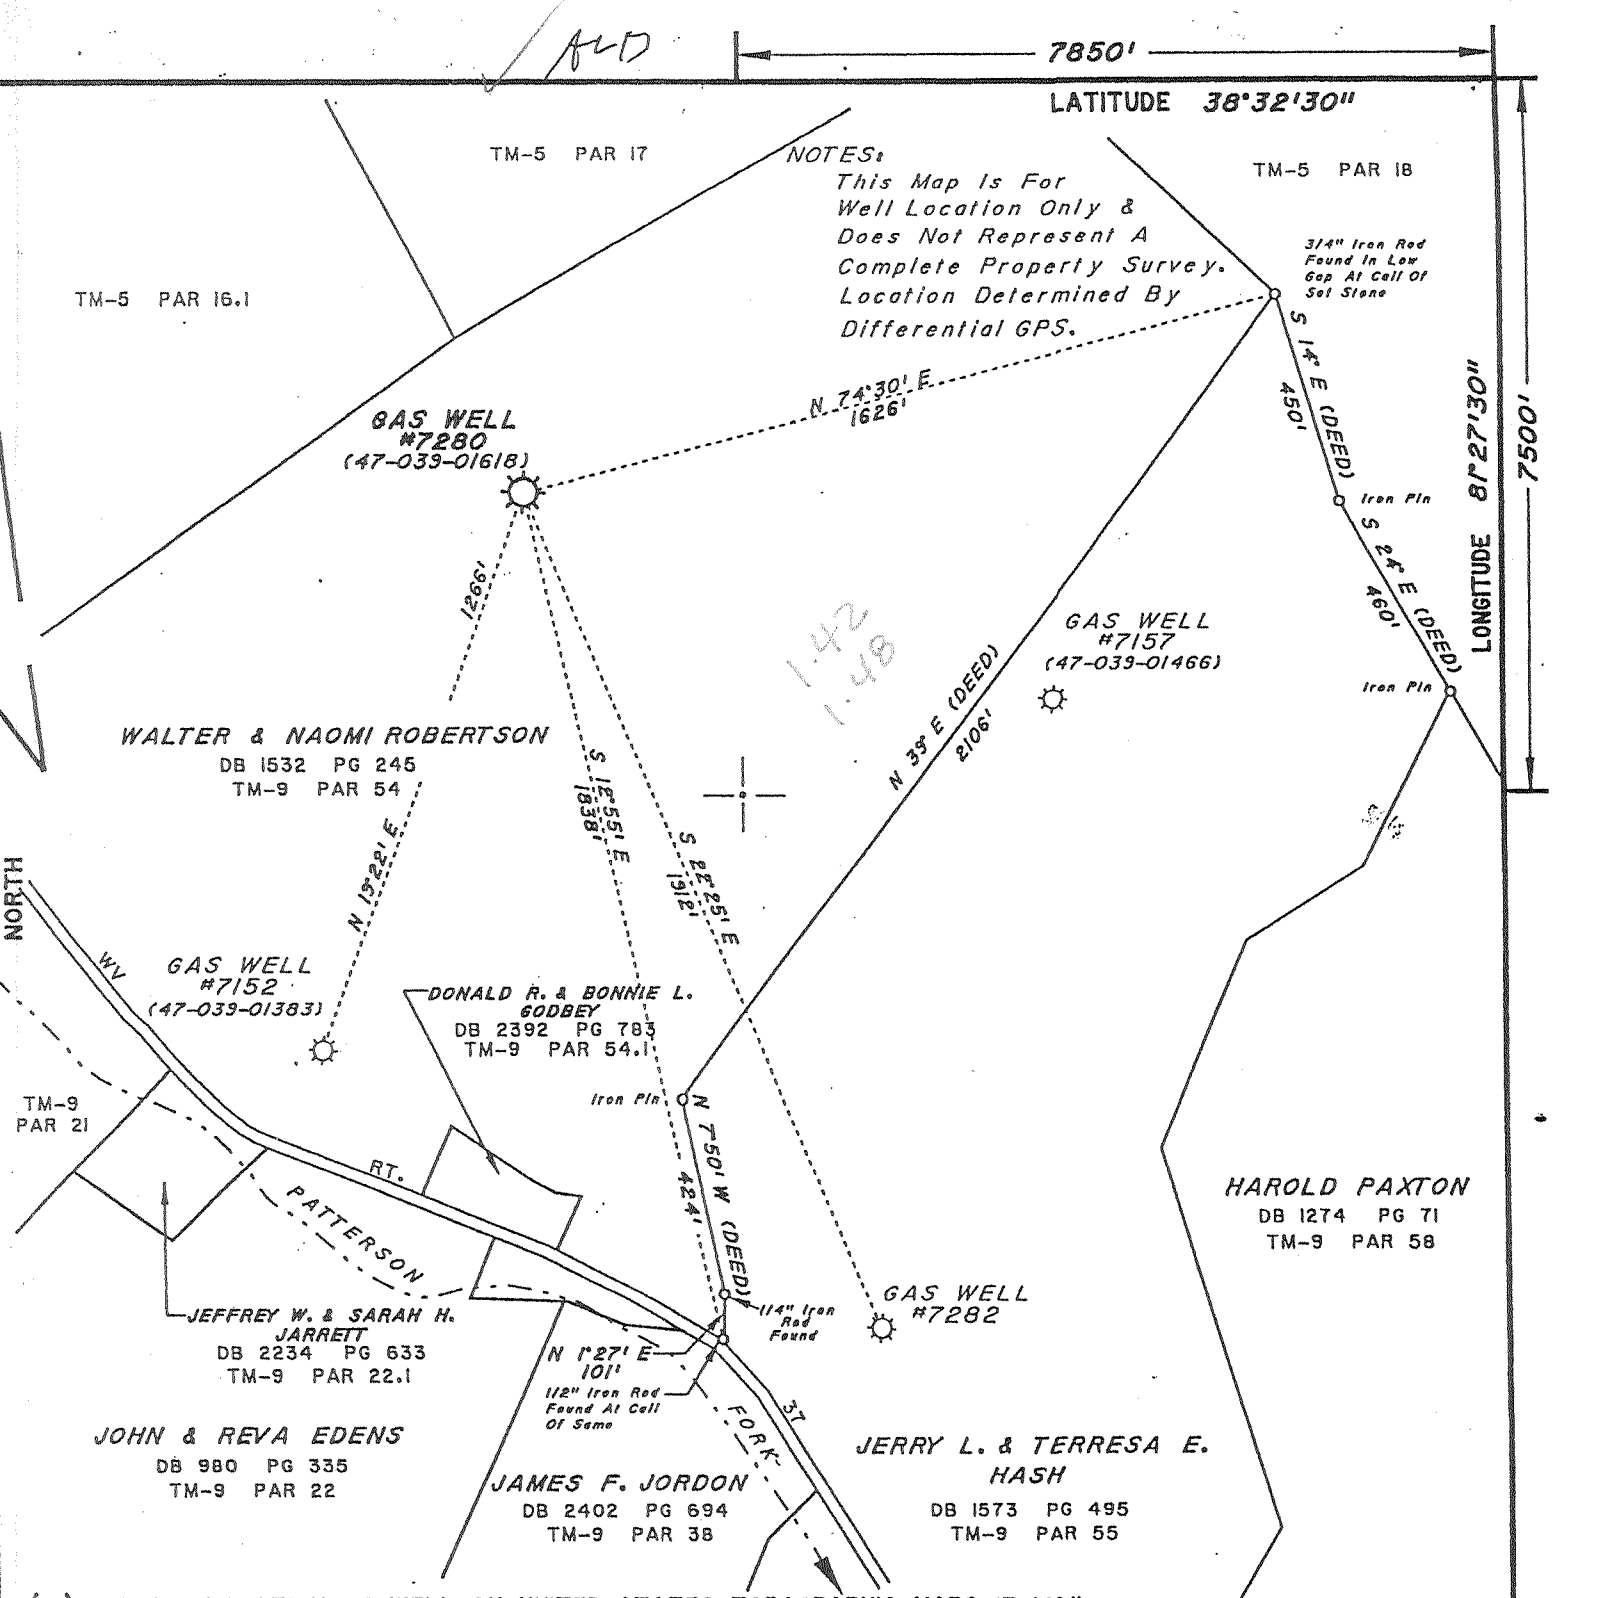 ALD
7850'
LATITUDE 38°32'30"
TM-5 PAR 17
NOTES:
This Map Is For
Well Location Only &
Does Not Represent A
Complete Property Survey.
Location Determined By
Differential GPS.
TM-5 PAR 18
3/4" Iron Rod
Found In Low
Gap At Call Of
Set Stone
TM-5 PAR 16.1
S 14° E (DEED)
450'
LONGITUDE 81°27'30"
7500'
N 74°30' E
1626'
GAS WELL
#7280
(47-039-01618)
Iron Pin
S 24° E (DEED)
460'
1266'
1.42
1.48
GAS WELL
#7157
(47-039-01466)
Iron Pin
N 39° E (DEED)
2106'
WALTER & NAOMI ROBERTSON
DB 1532 PG 245
TM-9 PAR 54
S 12°55' E
1838'
S 22°25' E
1912'
N 19°22' E
NORTH
WV
GAS WELL
#7152
(47-039-01383)
DONALD R. & BONNIE L.
GODBEY
DB 2392 PG 783
TM-9 PAR 54.1
Iron Pin
TM-9
PAR 21
N 7°50' W (DEED)
424'
RT.
PATTERSON
HAROLD PAXTON
DB 1274 PG 71
TM-9 PAR 58
GAS WELL
#7282
1/4" Iron
Rod
Found
JEFFREY W. & SARAH H.
JARRETT
DB 2234 PG 633
TM-9 PAR 22.1
N 1°27' E
101'
1/2" Iron Rod
Found At Call
Of Same
FORK
37
JOHN & REVA EDENS
DB 980 PG 335
TM-9 PAR 22
JAMES F. JORDON
DB 2402 PG 694
TM-9 PAR 38
JERRY L. & TERRESA E.
HASH
DB 1573 PG 495
TM-9 PAR 55